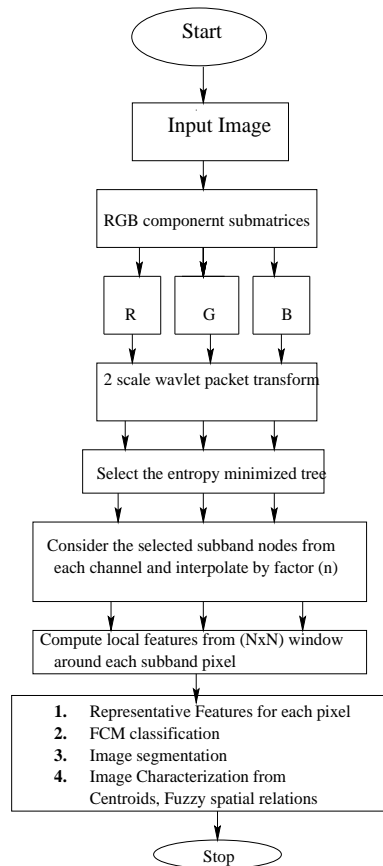 Start
Input Image
RGB componernt submatrices
R G B
2 scale wavlet packet transform
Select the entropy minimized tree
Consider the selected subband nodes from
each channel and interpolate by factor (n)
Compute local features from (NxN) window
around each subband pixel
1. Representative Features for each pixel
2. FCM classification
3. Image segmentation
4. Image Characterization from
Centroids, Fuzzy spatial relations
Stop